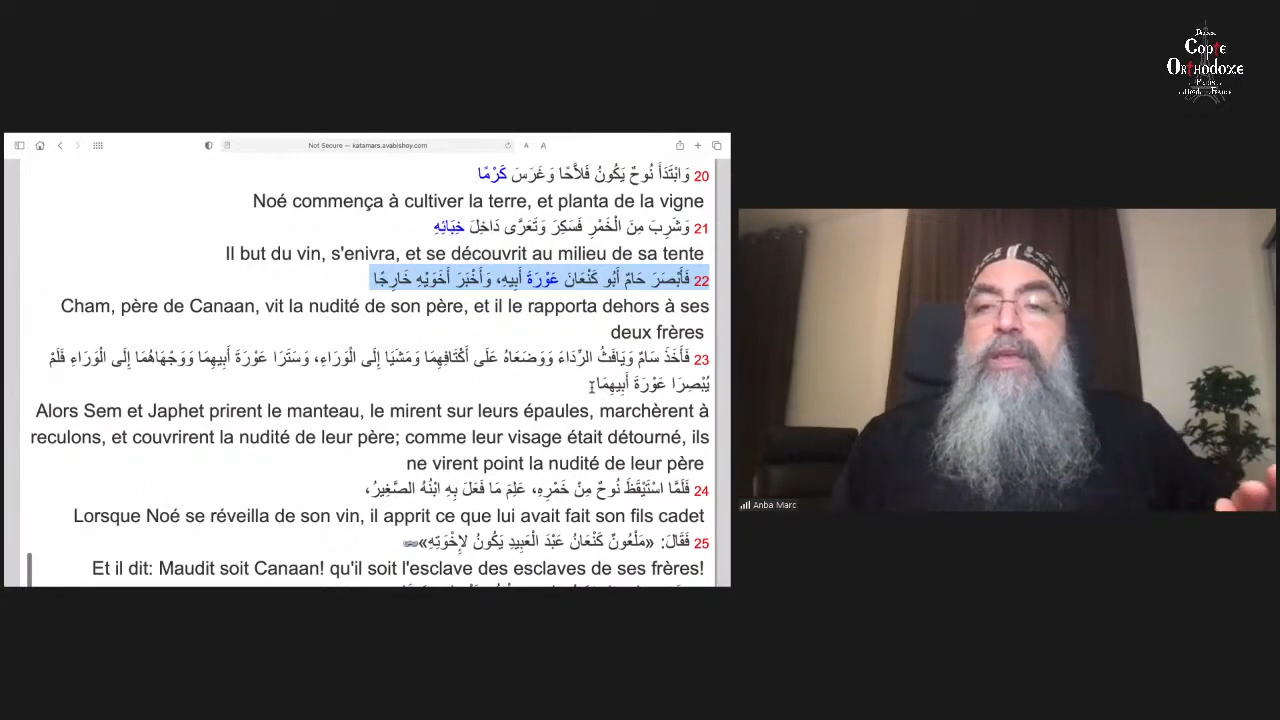 Copte
Orthodoxe
Not Secure — katamars.avabishoy.com
A A
20 وَابْتَدَأَ نُوحٌ يَكُونُ فَلاَّحًا وَغَرَسَ كَرْمًا
Noé commença à cultiver la terre, et planta de la vigne
21 وَشَرِبَ مِنَ الْخَمْرِ فَسَكِرَ وَتَعَرَّى دَاخِلَ خِبَائِهِ
Il but du vin, s'enivra, et se découvrit au milieu de sa tente
22 فَأَبْصَرَ حَامٌ أَبُو كَنْعَانَ عَوْرَةَ أَبِيهِ، وَأَخْبَرَ أَخَوَيْهِ خَارِجًا
Cham, père de Canaan, vit la nudité de son père, et il le rapporta dehors à ses
deux frères
23 فَأَخَذَ سَامٌ وَيَافَثُ الرِّدَاءَ وَوَضَعَاهُ عَلَى أَكْتَافِهِمَا وَمَشَيَا إِلَى الْوَرَاءِ، وَسَتَرَا عَوْرَةَ أَبِيهِمَا وَوَجْهَاهُمَا إِلَى الْوَرَاءِ فَلَمْ
يُبْصِرَا عَوْرَةَ أَبِيهِمَا
Alors Sem et Japhet prirent le manteau, le mirent sur leurs épaules, marchèrent à
reculons, et couvrirent la nudité de leur père; comme leur visage était détourné, ils
ne virent point la nudité de leur père
24 فَلَمَّا اسْتَيْقَظَ نُوحٌ مِنْ خَمْرِهِ، عَلِمَ مَا فَعَلَ بِهِ ابْنُهُ الصَّغِيرُ،
Lorsque Noé se réveilla de son vin, il apprit ce que lui avait fait son fils cadet
25 فَقَالَ: «مَلْعُونٌ كَنْعَانُ عَبْدَ الْعَبِيدِ يَكُونُ لإِخْوَتِهِ»
Et il dit: Maudit soit Canaan! qu'il soit l'esclave des esclaves de ses frères!
Anba Marc